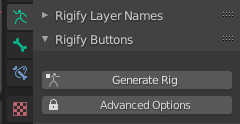 Rigify Layer Names
Rigify Buttons
Generate Rig
Advanced Options